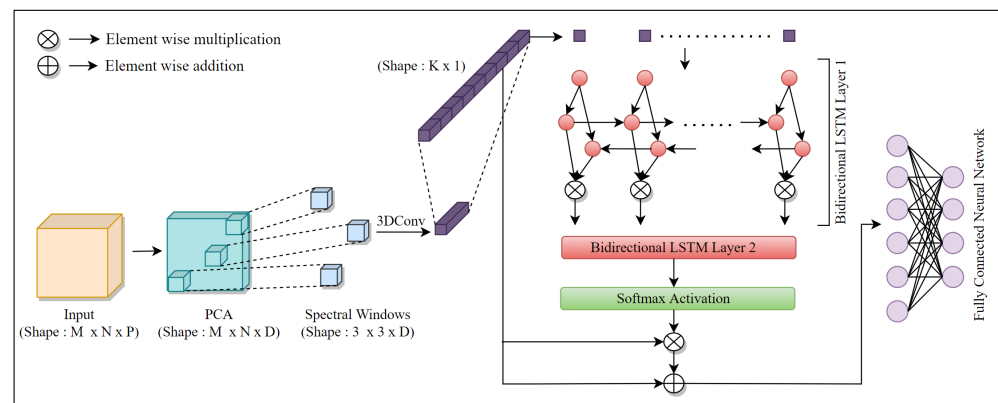 Element wise multiplication
Element wise addition
(Shape : K x 1)
Bidirectional LSTM Layer 1
3DConv
Input
(Shape : M x N x P)
PCA
(Shape : M x N x D)
Spectral Windows
(Shape : 3 x 3 x D)
Bidirectional LSTM Layer 2
Softmax Activation
Fully Connected Neural Network